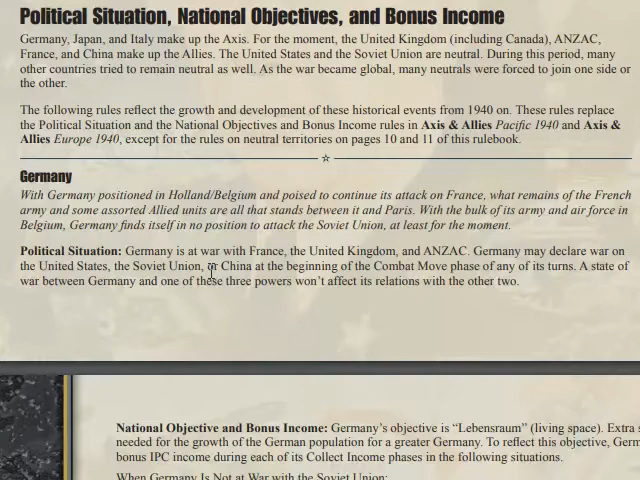 Political Situation, National Objectives, and Bonus Income
Germany, Japan, and Italy make up the Axis. For the moment, the United Kingdom (including Canada), ANZAC,
France, and China make up the Allies. The United States and the Soviet Union are neutral. During this period, many
other countries tried to remain neutral as well. As the war became global, many neutrals were forced to join one side or
the other.
The following rules reflect the growth and development of these historical events from 1940 on. These rules replace
the Political Situation and the National Objectives and Bonus Income rules in Axis & Allies Pacific 1940 and Axis &
Allies Europe 1940, except for the rules on neutral territories on pages 10 and 11 of this rulebook.
Germany
With Germany positioned in Holland/Belgium and poised to continue its attack on France, what remains of the French
army and some assorted Allied units are all that stands between it and Paris. With the bulk of its army and air force in
Belgium, Germany finds itself in no position to attack the Soviet Union, at least for the moment.
Political Situation: Germany is at war with France, the United Kingdom, and ANZAC. Germany may declare war on
the United States, the Soviet Union, or China at the beginning of the Combat Move phase of any of its turns. A state of
war between Germany and one of these three powers won't affect its relations with the other two.
National Objective and Bonus Income: Germany's objective is “Lebensraum” (living space). Extra
needed for the growth of the German population for a greater Germany. To reflect this objective, Germ
bonus IPC income during each of its Collect Income phases in the following situations.
When Germany Is Not at War with the Soviet Union: